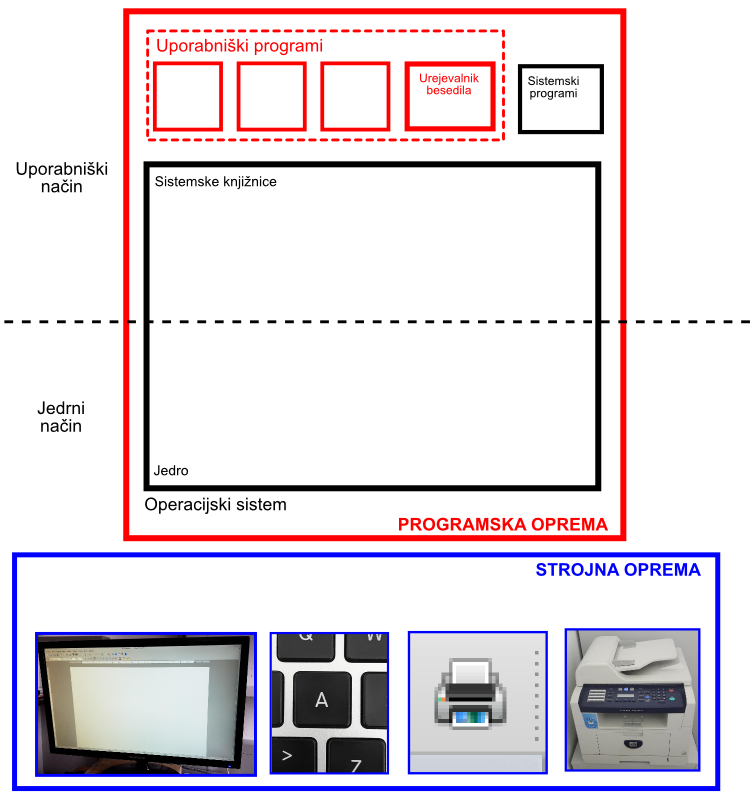 Uporabniški programi
Urejevalnik
besedila
Sistemski
programi
Uporabniški
način
Sistemske knjižnice
Jedrni
način
Jedro
Operacijski sistem
PROGRAMSKA OPREMA
STROJNA OPREMA
Q
W
A
>
Z